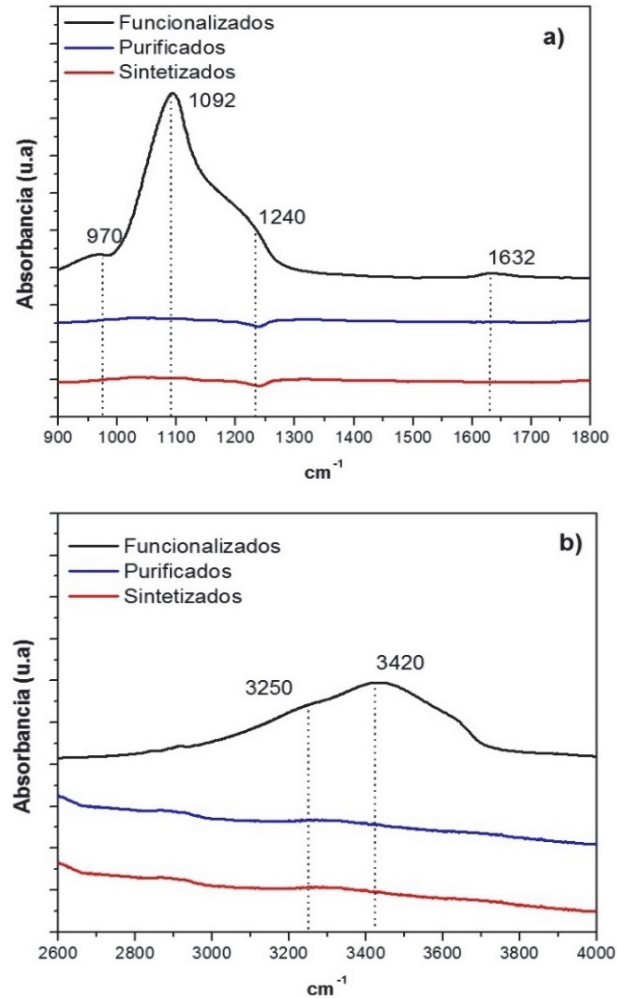 Funcionalizados
a)
Purificados
Sintetizados
1092
970
1240
1632
Absorbancia (u.a)
900 1000 1100 1200 1300 1400 1500 1600 1700 1800
cm⁻¹
Funcionalizados
b)
Purificados
Sintetizados
3420
3250
Absorbancia (u.a)
2600 2800 3000 3200 3400 3600 3800 4000
cm⁻¹